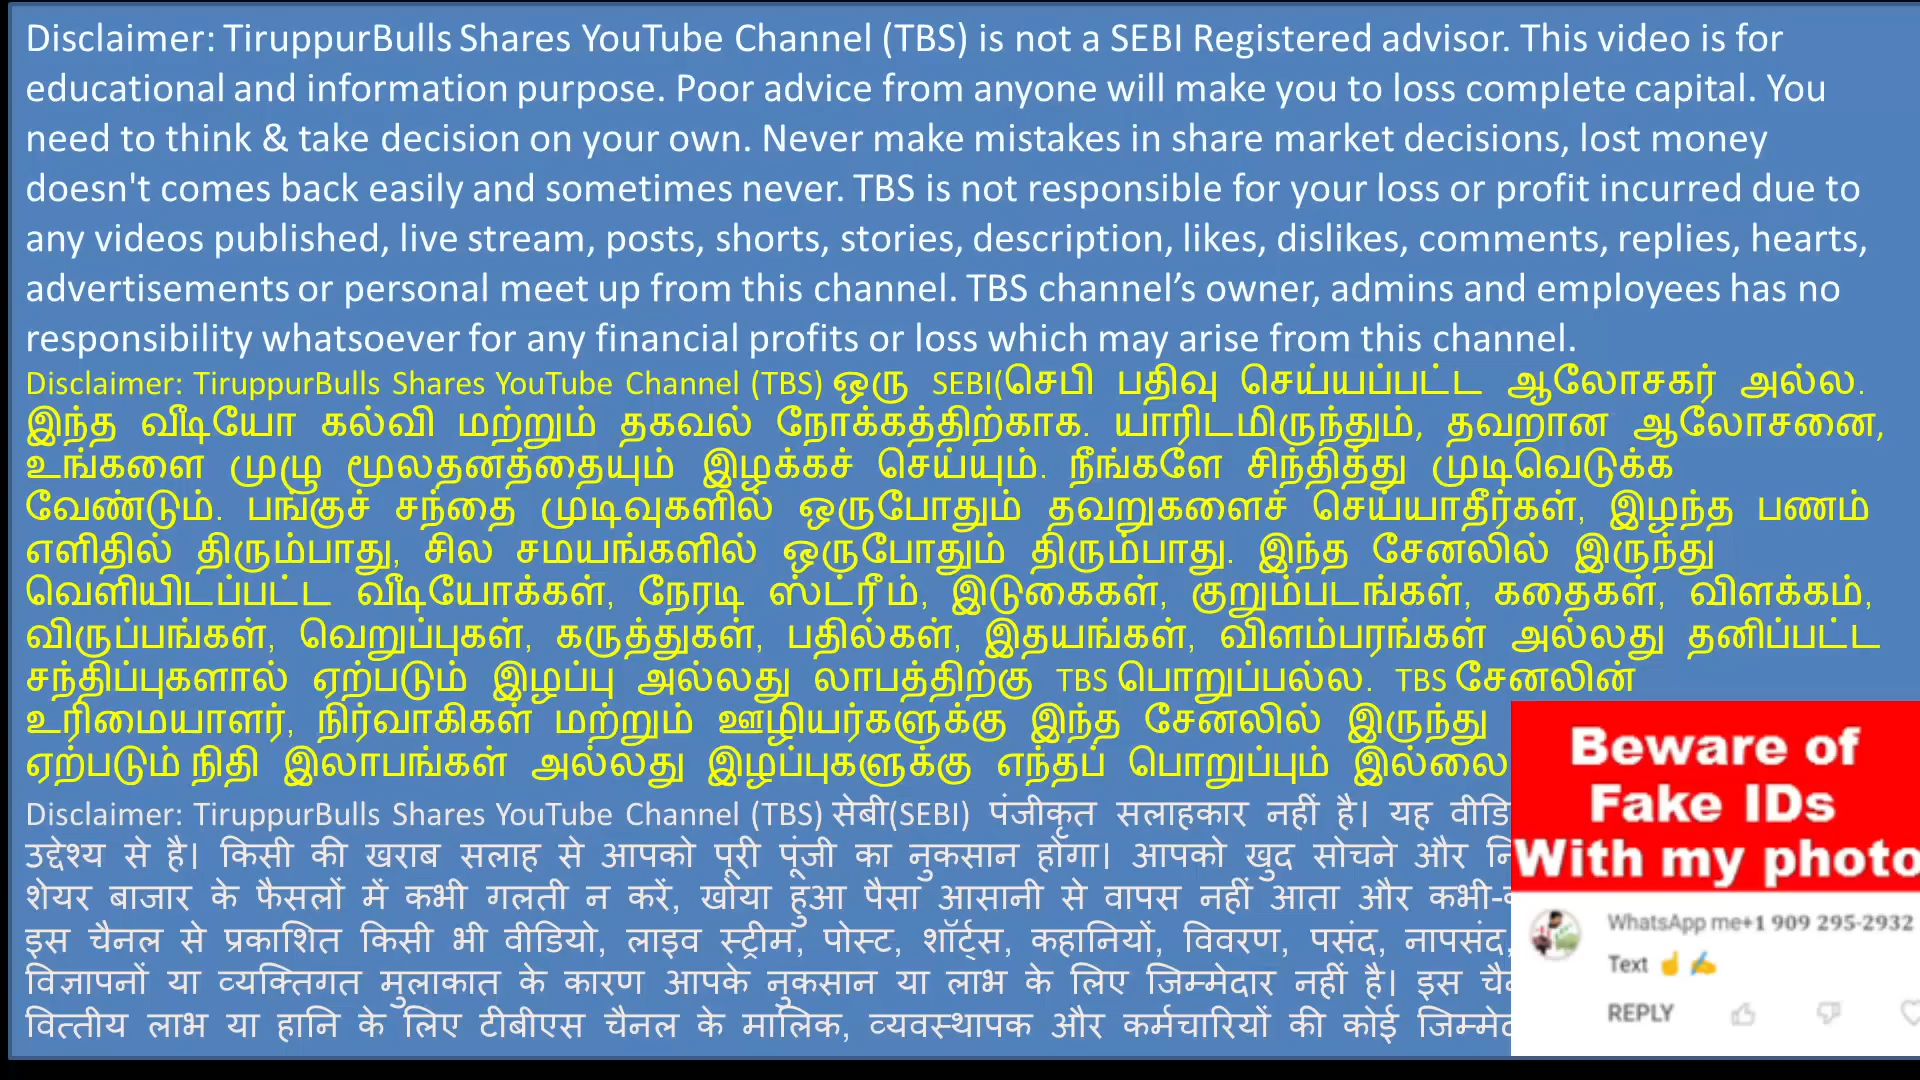 Disclaimer: TiruppurBulls Shares YouTube Channel (TBS) is not a SEBI Registered advisor. This video is for
educational and information purpose. Poor advice from anyone will make you to loss complete capital. You
need to think & take decision on your own. Never make mistakes in share market decisions, lost money
doesn't comes back easily and sometimes never. TBS is not responsible for your loss or profit incurred due to
any videos published, live stream, posts, shorts, stories, description, likes, dislikes, comments, replies, hearts,
advertisements or personal meet up from this channel. TBS channel’s owner, admins and employees has no
responsibility whatsoever for any financial profits or loss which may arise from this channel.
Disclaimer: TiruppurBulls Shares YouTube Channel (TBS) ஒரு SEBI(செபி பதிவு செய்யப்பட்ட ஆலோசகர் அல்ல.
இந்த வீடியோ கல்வி மற்றும் தகவல் நோக்கத்திற்காக. யாரிடமிருந்தும், தவறான ஆலோசனை,
உங்களை முழு மூலதனத்தையும் இழக்கச் செய்யும். நீங்களே சிந்தித்து முடிவெடுக்க
வேண்டும். பங்குச் சந்தை முடிவுகளில் ஒருபோதும் தவறுகளைச் செய்யாதீர்கள், இழந்த பணம்
எளிதில் திரும்பாது, சில சமயங்களில் ஒருபோதும் திரும்பாது. இந்த சேனலில் இருந்து
வெளியிடப்பட்ட வீடியோக்கள், நேரடி ஸ்ட்ரீம், இடுகைகள், குறும்படங்கள், கதைகள், விளக்கம்,
விருப்பங்கள், வெறுப்புகள், கருத்துகள், பதில்கள், இதயங்கள், விளம்பரங்கள் அல்லது தனிப்பட்ட
சந்திப்புகளால் ஏற்படும் இழப்பு அல்லது லாபத்திற்கு TBS பொறுப்பல்ல. TBS சேனலின்
உரிமையாளர், நிர்வாகிகள் மற்றும் ஊழியர்களுக்கு இந்த சேனலில் இருந்து
ஏற்படும் நிதி இலாபங்கள் அல்லது இழப்புகளுக்கு எந்தப் பொறுப்பும் இல்லை
Disclaimer: TiruppurBulls Shares YouTube Channel (TBS) सेबी(SEBI) पंजीकृत सलाहकार नहीं है। यह
उद्देश्य से है। किसी की खराब सलाह से आपको पूरी पूंजी का नुकसान होगा। आपको खुद सोचने और
शेयर बाजार के फैसलों में कभी गलती न करें, खोया हुआ पैसा आसानी से वापस नहीं आता और कभी-
इस चैनल से प्रकाशित किसी भी वीडियो, लाइव स्ट्रीम, पोस्ट, शॉर्ट्स, कहानियों, विवरण, पसंद, नापसंद,
विज्ञापनों या व्यक्तिगत मुलाकात के कारण आपके नुकसान या लाभ के लिए जिम्मेदार नहीं है। इस
वित्तीय लाभ या हानि के लिए टीबीएस चैनल के मालिक, व्यवस्थापक और कर्मचारियों की कोई
Beware of
Fake IDs
With my photo
WhatsApp me+1 909 295-2932
Text ☝️ ✍️
REPLY